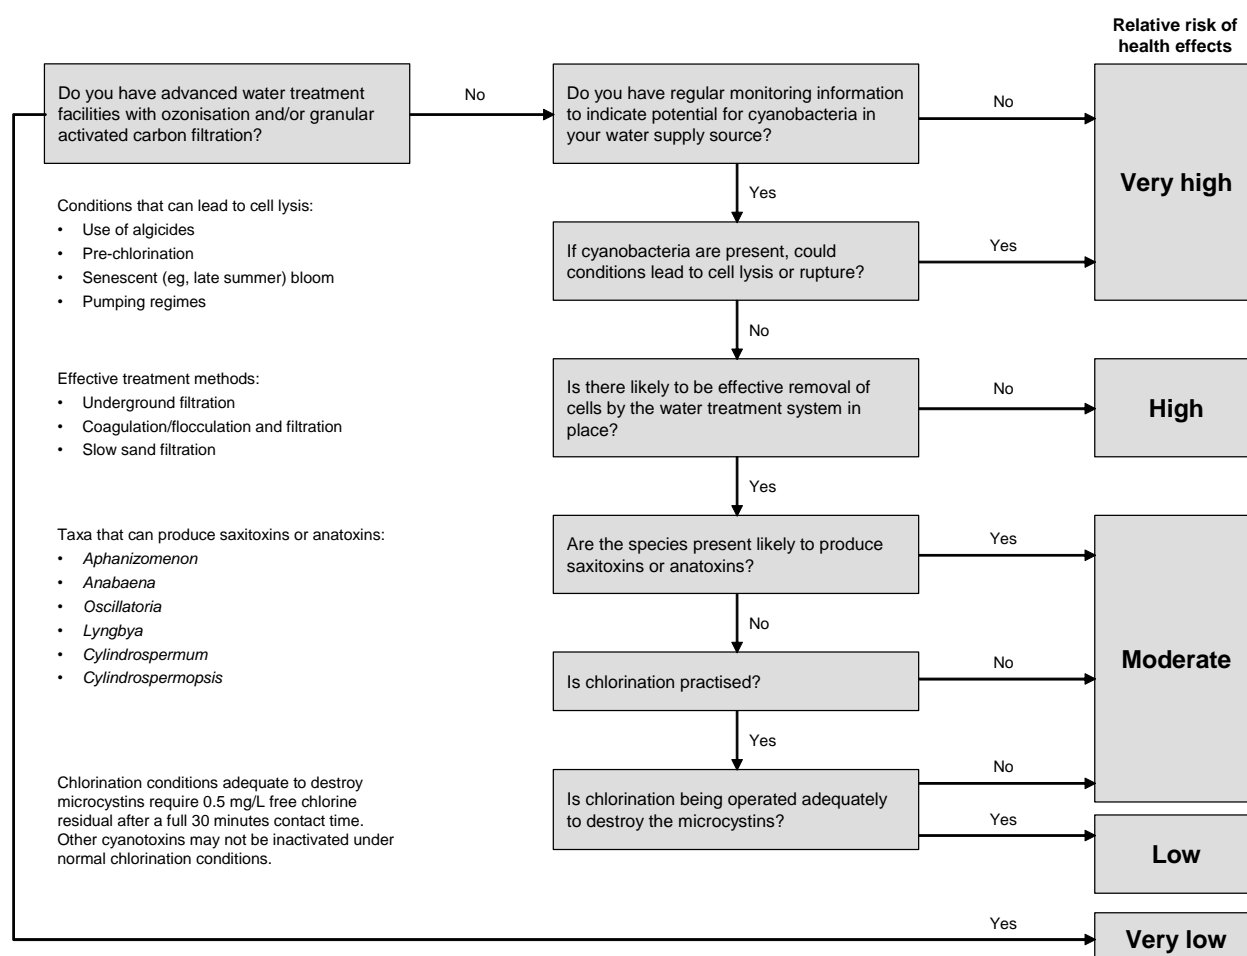 Relative risk of
health effects
Do you have advanced water treatment
facilities with ozonisation and/or granular
activated carbon filtration?
No
Do you have regular monitoring information
to indicate potential for cyanobacteria in
your water supply source?
No
Very high
Yes
Conditions that can lead to cell lysis:
• Use of algicides
• Pre-chlorination
• Senescent (eg, late summer) bloom
• Pumping regimes
If cyanobacteria are present, could
conditions lead to cell lysis or rupture?
Yes
No
Effective treatment methods:
• Underground filtration
• Coagulation/flocculation and filtration
• Slow sand filtration
Is there likely to be effective removal of
cells by the water treatment system in
place?
No
High
Yes
Taxa that can produce saxitoxins or anatoxins:
• Aphanizomenon
• Anabaena
• Oscillatoria
• Lyngbya
• Cylindrospermum
• Cylindrospermopsis
Are the species present likely to produce
saxitoxins or anatoxins?
Yes
Moderate
No
Is chlorination practised?
No
Yes
Chlorination conditions adequate to destroy
microcystins require 0.5 mg/L free chlorine
residual after a full 30 minutes contact time.
Other cyanotoxins may not be inactivated under
normal chlorination conditions.
Is chlorination being operated adequately
to destroy the microcystins?
No
Yes
Low
Yes
Very low